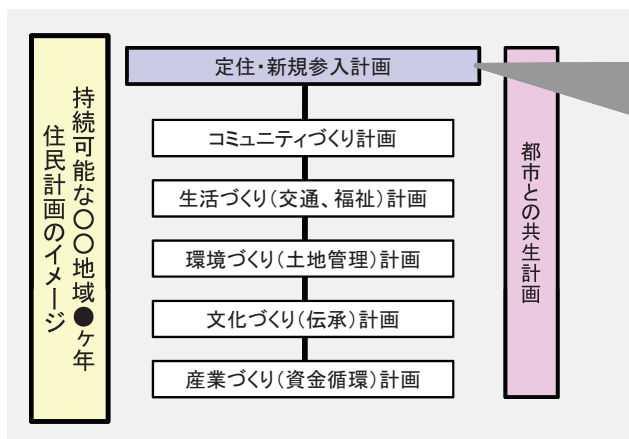 持続可能な〇〇地域●ヶ年
住民計画のイメージ
定住・新規参入計画
コミュニティづくり計画
生活づくり(交通、福祉)計画
環境づくり(土地管理)計画
文化づくり(伝承)計画
産業づくり(資金循環)計画
都市との共生計画